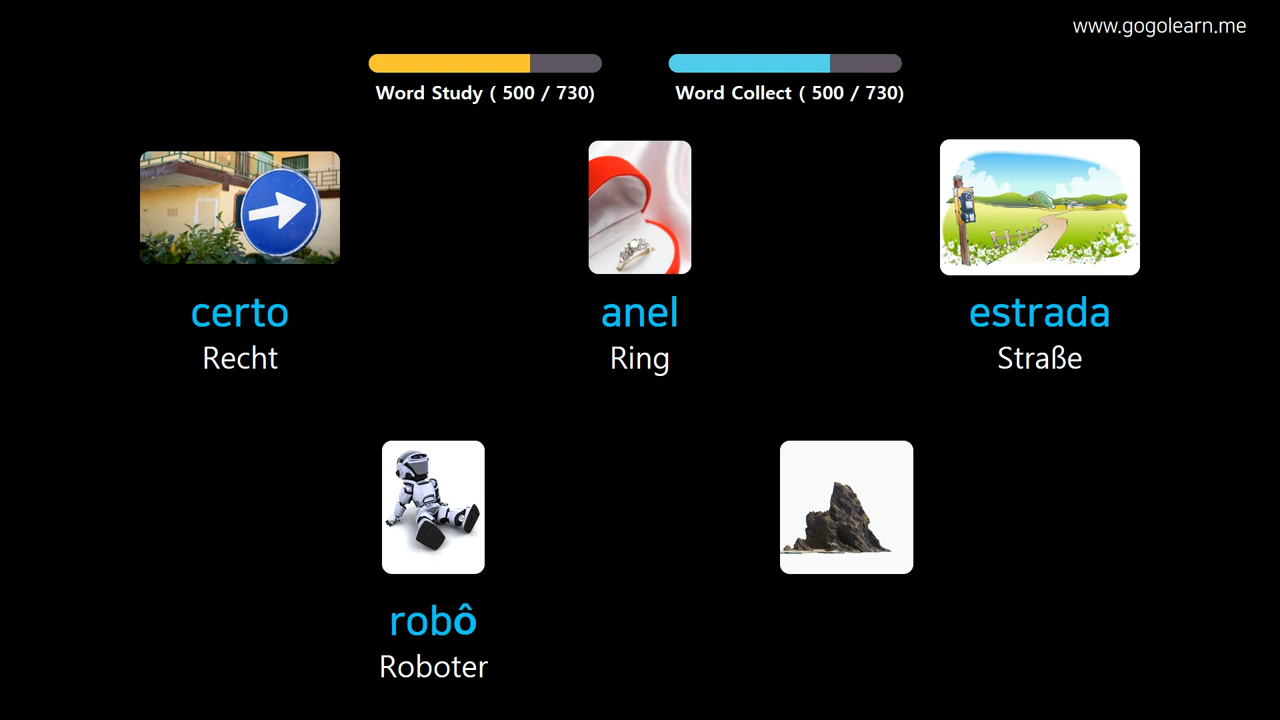 www.gogolearn.me
Word Study ( 500 / 730)
Word Collect ( 500 / 730)
certo
Recht
anel
Ring
estrada
Straße
robô
Roboter